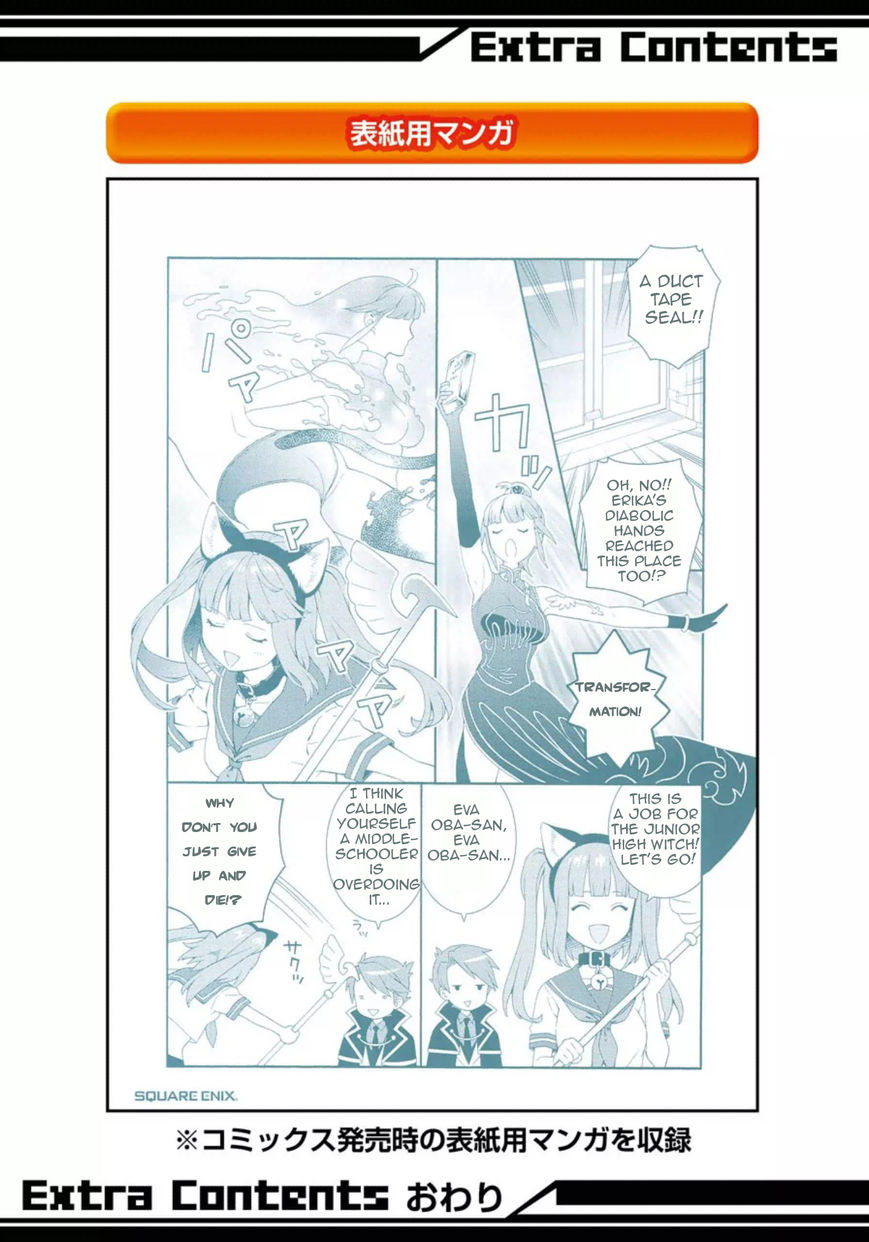 Extra Contents
表紙用マンガ
A DUCT
TAPE
SEAL!!
OH, NO!!
ERIKA'S
DIABOLIC
HANDS
REACHED
THIS PLACE
TOO!?
カッ
TRANSFOR-
MATION!
パァ
ア
ア
ア
THIS IS
A JOB FOR
THE JUNIOR
HIGH WITCH!
LET'S GO!
EVA
OBA-SAN,
EVA
OBA-SAN...
I THINK
CALLING
YOURSELF
A MIDDLE-
SCHOOLER
IS
OVERDOING
IT...
WHY
DON'T YOU
JUST GIVE
UP AND
DIE!?
サクッ
SQUARE ENIX.
※コミックス発売時の表紙用マンガを収録
Extra Contents おわり